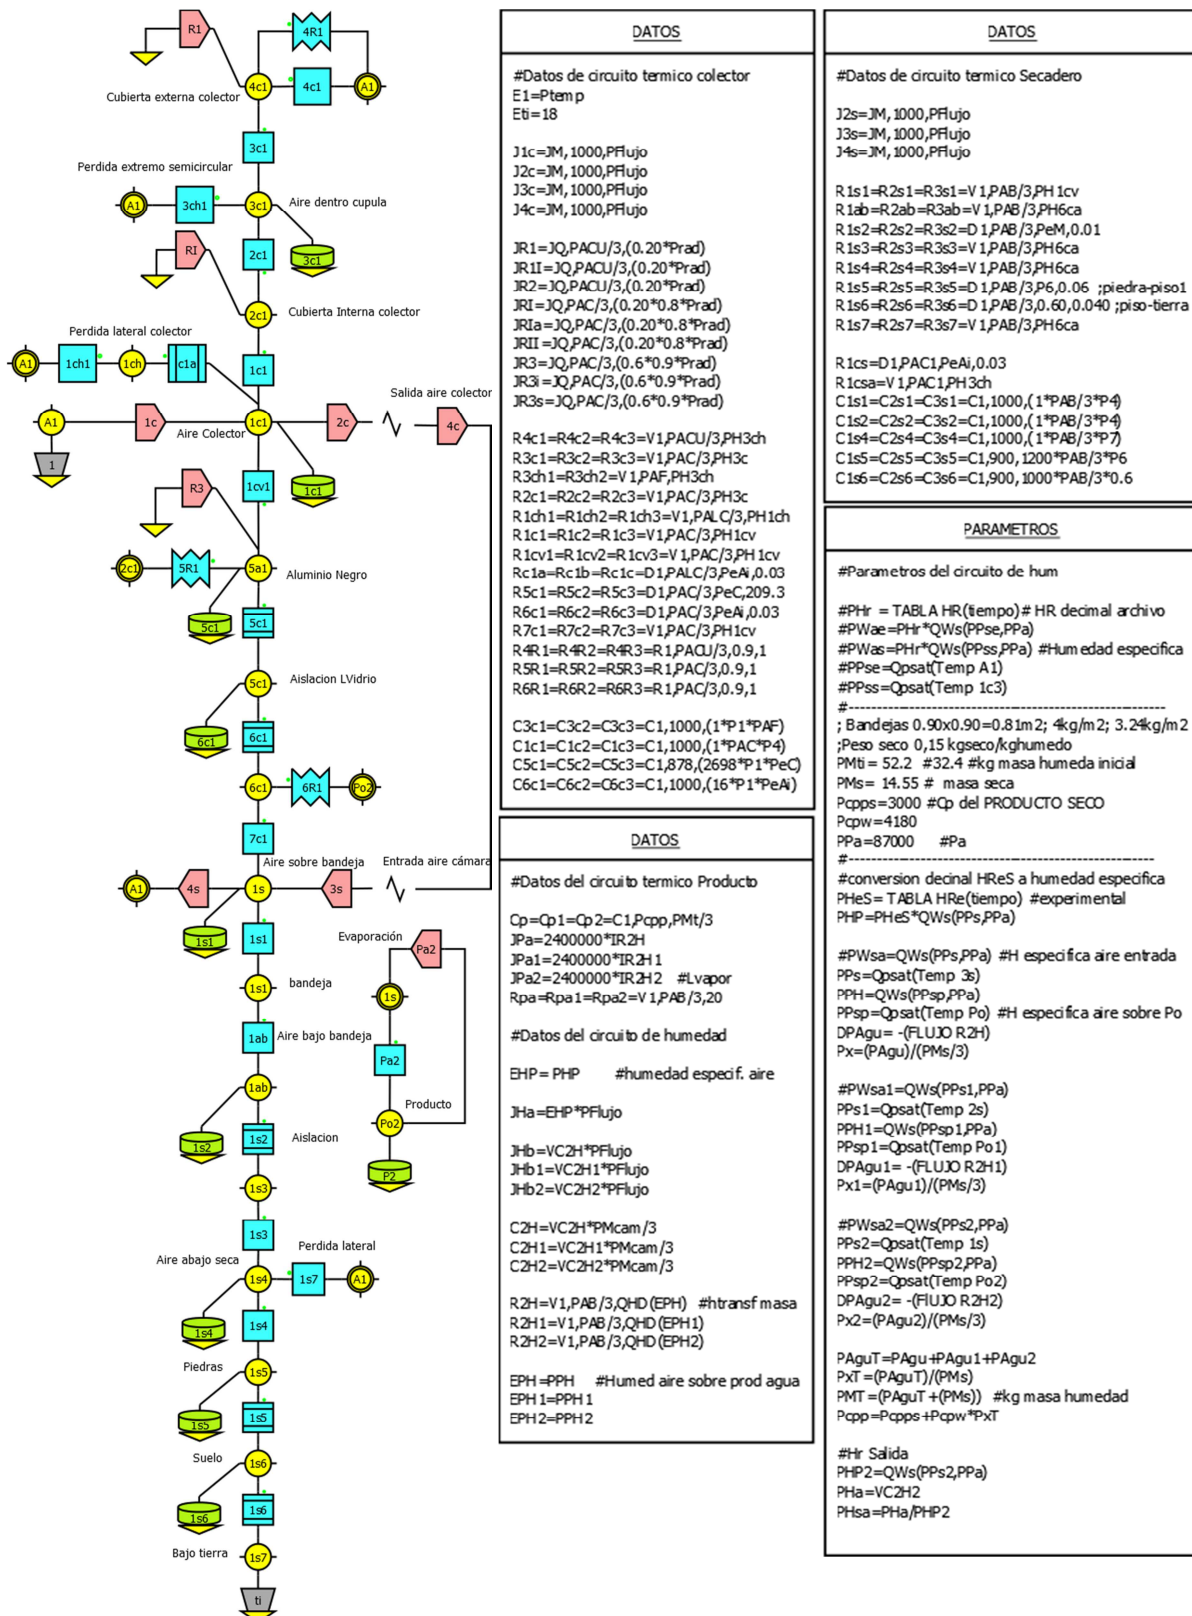 R1
4R1
4c1
4c1
A1
Cubierta externa colector
3c1
Perdida extremo semicircular
A1
3ch1
3c1
Aire dentro cupula
RI
2c1
3c1
2c1
Cubierta Interna colector
Perdida lateral colector
A1
1ch1
1ch
c1a
1c1
Salida aire colector
A1
1c
1c1
2c
4c
Aire Colector
1
1cv1
1c1
R3
2c1
5R1
5a1
Aluminio Negro
5c1
5c1
Aislacion LVidrio
5c1
6c1
6c1
6c1
6R1
Po2
7c1
Aire sobre bandeja
Entrada aire cámara
A1
4s
1s
3s
1s1
1s1
Evaporación
Pa2
1s1
bandeja
1s
1ab
Aire bajo bandeja
Pa2
1ab
Producto
Po2
1s2
1s2
Aislacion
P2
1s3
1s3
Aire abajo seca
Perdida lateral
1s4
1s7
A1
1s4
1s4
Piedras
1s5
1s5
1s5
Suelo
1s6
1s6
1s6
Bajo tierra
1s7
ti
DATOS
#Datos de circuito termico colector
E1=Ptemp
Eti=18
J1c=JM,1000,PFlujo
J2c=JM,1000,PFlujo
J3c=JM,1000,PFlujo
J4c=JM,1000,PFlujo
JR1=JQ,PACU/3,(0.20*Prad)
JR1I=JQ,PACU/3,(0.20*Prad)
JR2=JQ,PACU/3,(0.20*Prad)
JRI=JQ,PAC/3,(0.20*0.8*Prad)
JRIa=JQ,PAC/3,(0.20*0.8*Prad)
JRII=JQ,PAC/3,(0.20*0.8*Prad)
JR3=JQ,PAC/3,(0.6*0.9*Prad)
JR3i=JQ,PAC/3,(0.6*0.9*Prad)
JR3s=JQ,PAC/3,(0.6*0.9*Prad)
R4c1=R4c2=R4c3=V1,PACU/3,PH3ch
R3c1=R3c2=R3c3=V1,PAC/3,PH3c
R3ch1=R3ch2=V1,PAF,PH3ch
R2c1=R2c2=R2c3=V1,PAC/3,PH3c
R1ch1=R1ch2=R1ch3=V1,PALC/3,PH1ch
R1c1=R1c2=R1c3=V1,PAC/3,PH1cv
R1cv1=R1cv2=R1cv3=V1,PAC/3,PH1cv
Rc1a=Rc1b=Rc1c=D1,PALC/3,PeAi,0.03
R5c1=R5c2=R5c3=D1,PAC/3,PeC,209.3
R6c1=R6c2=R6c3=D1,PAC/3,PeAi,0.03
R7c1=R7c2=R7c3=V1,PAC/3,PH1cv
R4R1=R4R2=R4R3=R1,PACU/3,0.9,1
R5R1=R5R2=R5R3=R1,PAC/3,0.9,1
R6R1=R6R2=R6R3=R1,PAC/3,0.9,1
C3c1=C3c2=C3c3=C1,1000,(1*P1*PAF)
C1c1=C1c2=C1c3=C1,1000,(1*PAC*P4)
C5c1=C5c2=C5c3=C1,878,(2698*P1*PeC)
C6c1=C6c2=C6c3=C1,1000,(16*P1*PeAi)
DATOS
#Datos del circuito termico Producto
Cp=Cp1=Cp2=C1,Pcpp,PMt/3
JPa=2400000*IR2H
JPa1=2400000*IR2H1
JPa2=2400000*IR2H2 #Lvapor
Rpa=Rpa1=Rpa2=V1,PAB/3,20
#Datos del circuito de humedad
EHP= PHP #humedad especif. aire
JHa=EHP*PFlujo
JHb=VC2H*PFlujo
JHb1=VC2H1*PFlujo
JHb2=VC2H2*PFlujo
C2H=VC2H*PMcam/3
C2H1=VC2H1*PMcam/3
C2H2=VC2H2*PMcam/3
R2H=V1,PAB/3,QHD(EPH) #htransf masa
R2H1=V1,PAB/3,QHD(EPH1)
R2H2=V1,PAB/3,QHD(EPH2)
EPH=PPH #Humed aire sobre prod agua
EPH1=PPH1
EPH2=PPH2
DATOS
#Datos de circuito termico Secadero
J2s=JM,1000,PFlujo
J3s=JM,1000,PFlujo
J4s=JM,1000,PFlujo
R1s1=R2s1=R3s1=V1,PAB/3,PH1cv
R1ab=R2ab=R3ab=V1,PAB/3,PH6ca
R1s2=R2s2=R3s2=D1,PAB/3,PeM,0.01
R1s3=R2s3=R3s3=V1,PAB/3,PH6ca
R1s4=R2s4=R3s4=V1,PAB/3,PH6ca
R1s5=R2s5=R3s5=D1,PAB/3,P6,0.06 ;piedra-piso1
R1s6=R2s6=R3s6=D1,PAB/3,0.60,0.040 ;piso-tierra
R1s7=R2s7=R3s7=V1,PAB/3,PH6ca
R1cs=D1,PAC1,PeAi,0.03
R1csa=V1,PAC1,PH3ch
C1s1=C2s1=C3s1=C1,1000,(1*PAB/3*P4)
C1s2=C2s2=C3s2=C1,1000,(1*PAB/3*P4)
C1s4=C2s4=C3s4=C1,1000,(1*PAB/3*P7)
C1s5=C2s5=C3s5=C1,900,1200*PAB/3*P6
C1s6=C2s6=C3s6=C1,900,1000*PAB/3*0.6
PARAMETROS
#Parametros del circuito de hum
#PHr = TABLA HR(tiempo)# HR decimal archivo
#PWae=PHr*QWs(PPse,PPa)
#PWas=PHr*QWs(PPss,PPa) #Humedad especifica
#PPse=Qpsat(Temp A1)
#PPss=Qpsat(Temp 1c3)
#-----------------------------------------------------
; Bandejas 0.90x0.90=0.81m2; 4kg/m2; 3.24kg/m2
;Peso seco 0,15 kgseco/kghumedo
PMti= 52.2 #32.4 #kg masa humeda inicial
PMs= 14.55 # masa seca
Pcpps=3000 #Cp del PRODUCTO SECO
Pcpw=4180
PPa=87000 #Pa
#---------------------------------------------------
#conversion decinal HReS a humedad especifica
PHeS= TABLA HRe(tiempo) #experimental
PHP=PHeS*QWs(PPs,PPa)
#PWsa=QWs(PPs,PPa) #H especifica aire entrada
PPs=Qpsat(Temp 3s)
PPH=QWs(PPsp,PPa)
PPsp=Qpsat(Temp Po) #H especifica aire sobre Po
DPAgu= -(FLUJO R2H)
Px=(PAgu)/(PMs/3)
#PWsa1=QWs(PPs1,PPa)
PPs1=Qpsat(Temp 2s)
PPH1=QWs(PPsp1,PPa)
PPsp1=Qpsat(Temp Po1)
DPAgu1= -(FLUJO R2H1)
Px1=(PAgu1)/(PMs/3)
#PWsa2=QWs(PPs2,PPa)
PPs2=Qpsat(Temp 1s)
PPH2=QWs(PPsp2,PPa)
PPsp2=Qpsat(Temp Po2)
DPAgu2= -(FlUJO R2H2)
Px2=(PAgu2)/(PMs/3)
PAguT=PAgu+PAgu1+PAgu2
PxT=(PAguT)/(PMs)
PMT=(PAguT+(PMs)) #kg masa humedad
Pcpp=Pcpps+Pcpw*PxT
#Hr Salida
PHP2=QWs(PPs2,PPa)
PHa=VC2H2
PHsa=PHa/PHP2